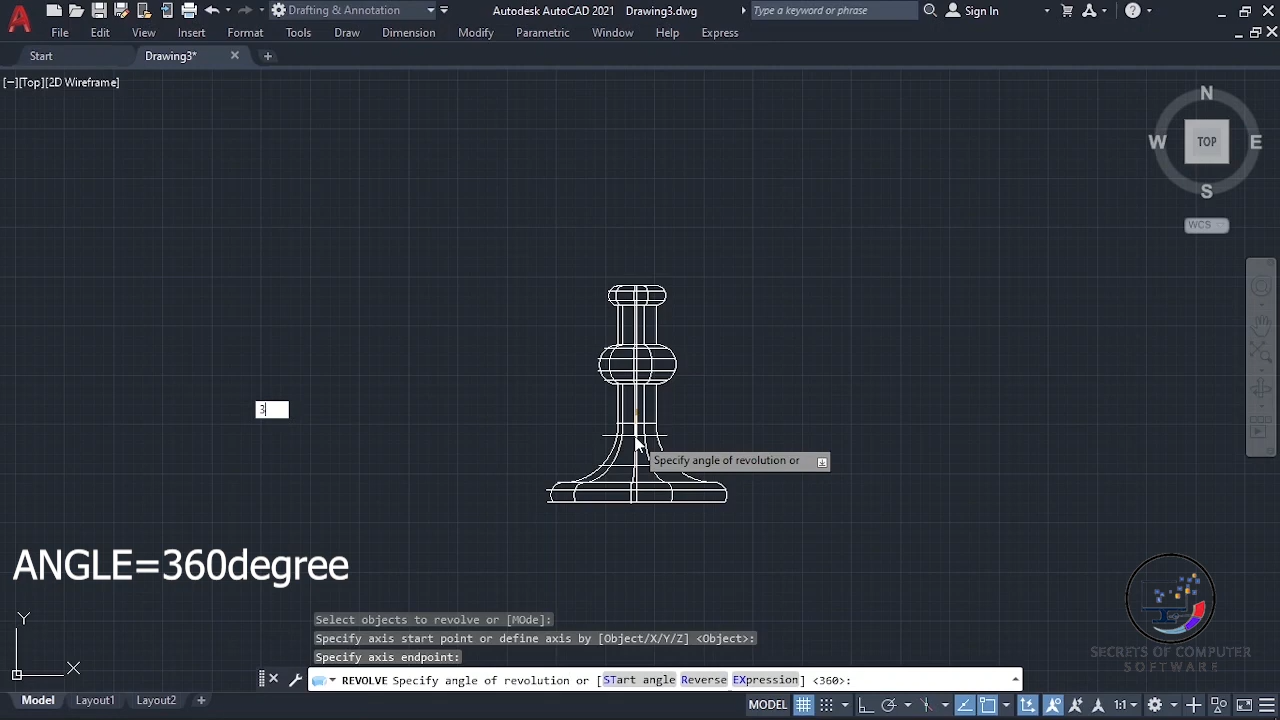 Drafting & Annotation
Autodesk AutoCAD 2021 Drawing3.dwg
Type a keyword or phrase
Sign In
File Edit View Insert Format Tools Draw Dimension Modify Parametric Window Help Express
Start
Drawing3*
[−][Top][2D Wireframe]
N
W TOP E
S
WCS
3
Specify angle of revolution or
ANGLE=360degree
Y
X
Select objects to revolve or [MOde]:
Specify axis start point or define axis by [Object/X/Y/Z] <Object>:
Specify axis endpoint:
REVOLVE Specify angle of revolution or [STart angle Reverse EXpression] <360>:
SECRETS OF COMPUTER
SOFTWARE
Model Layout1 Layout2 +
MODEL
1:1